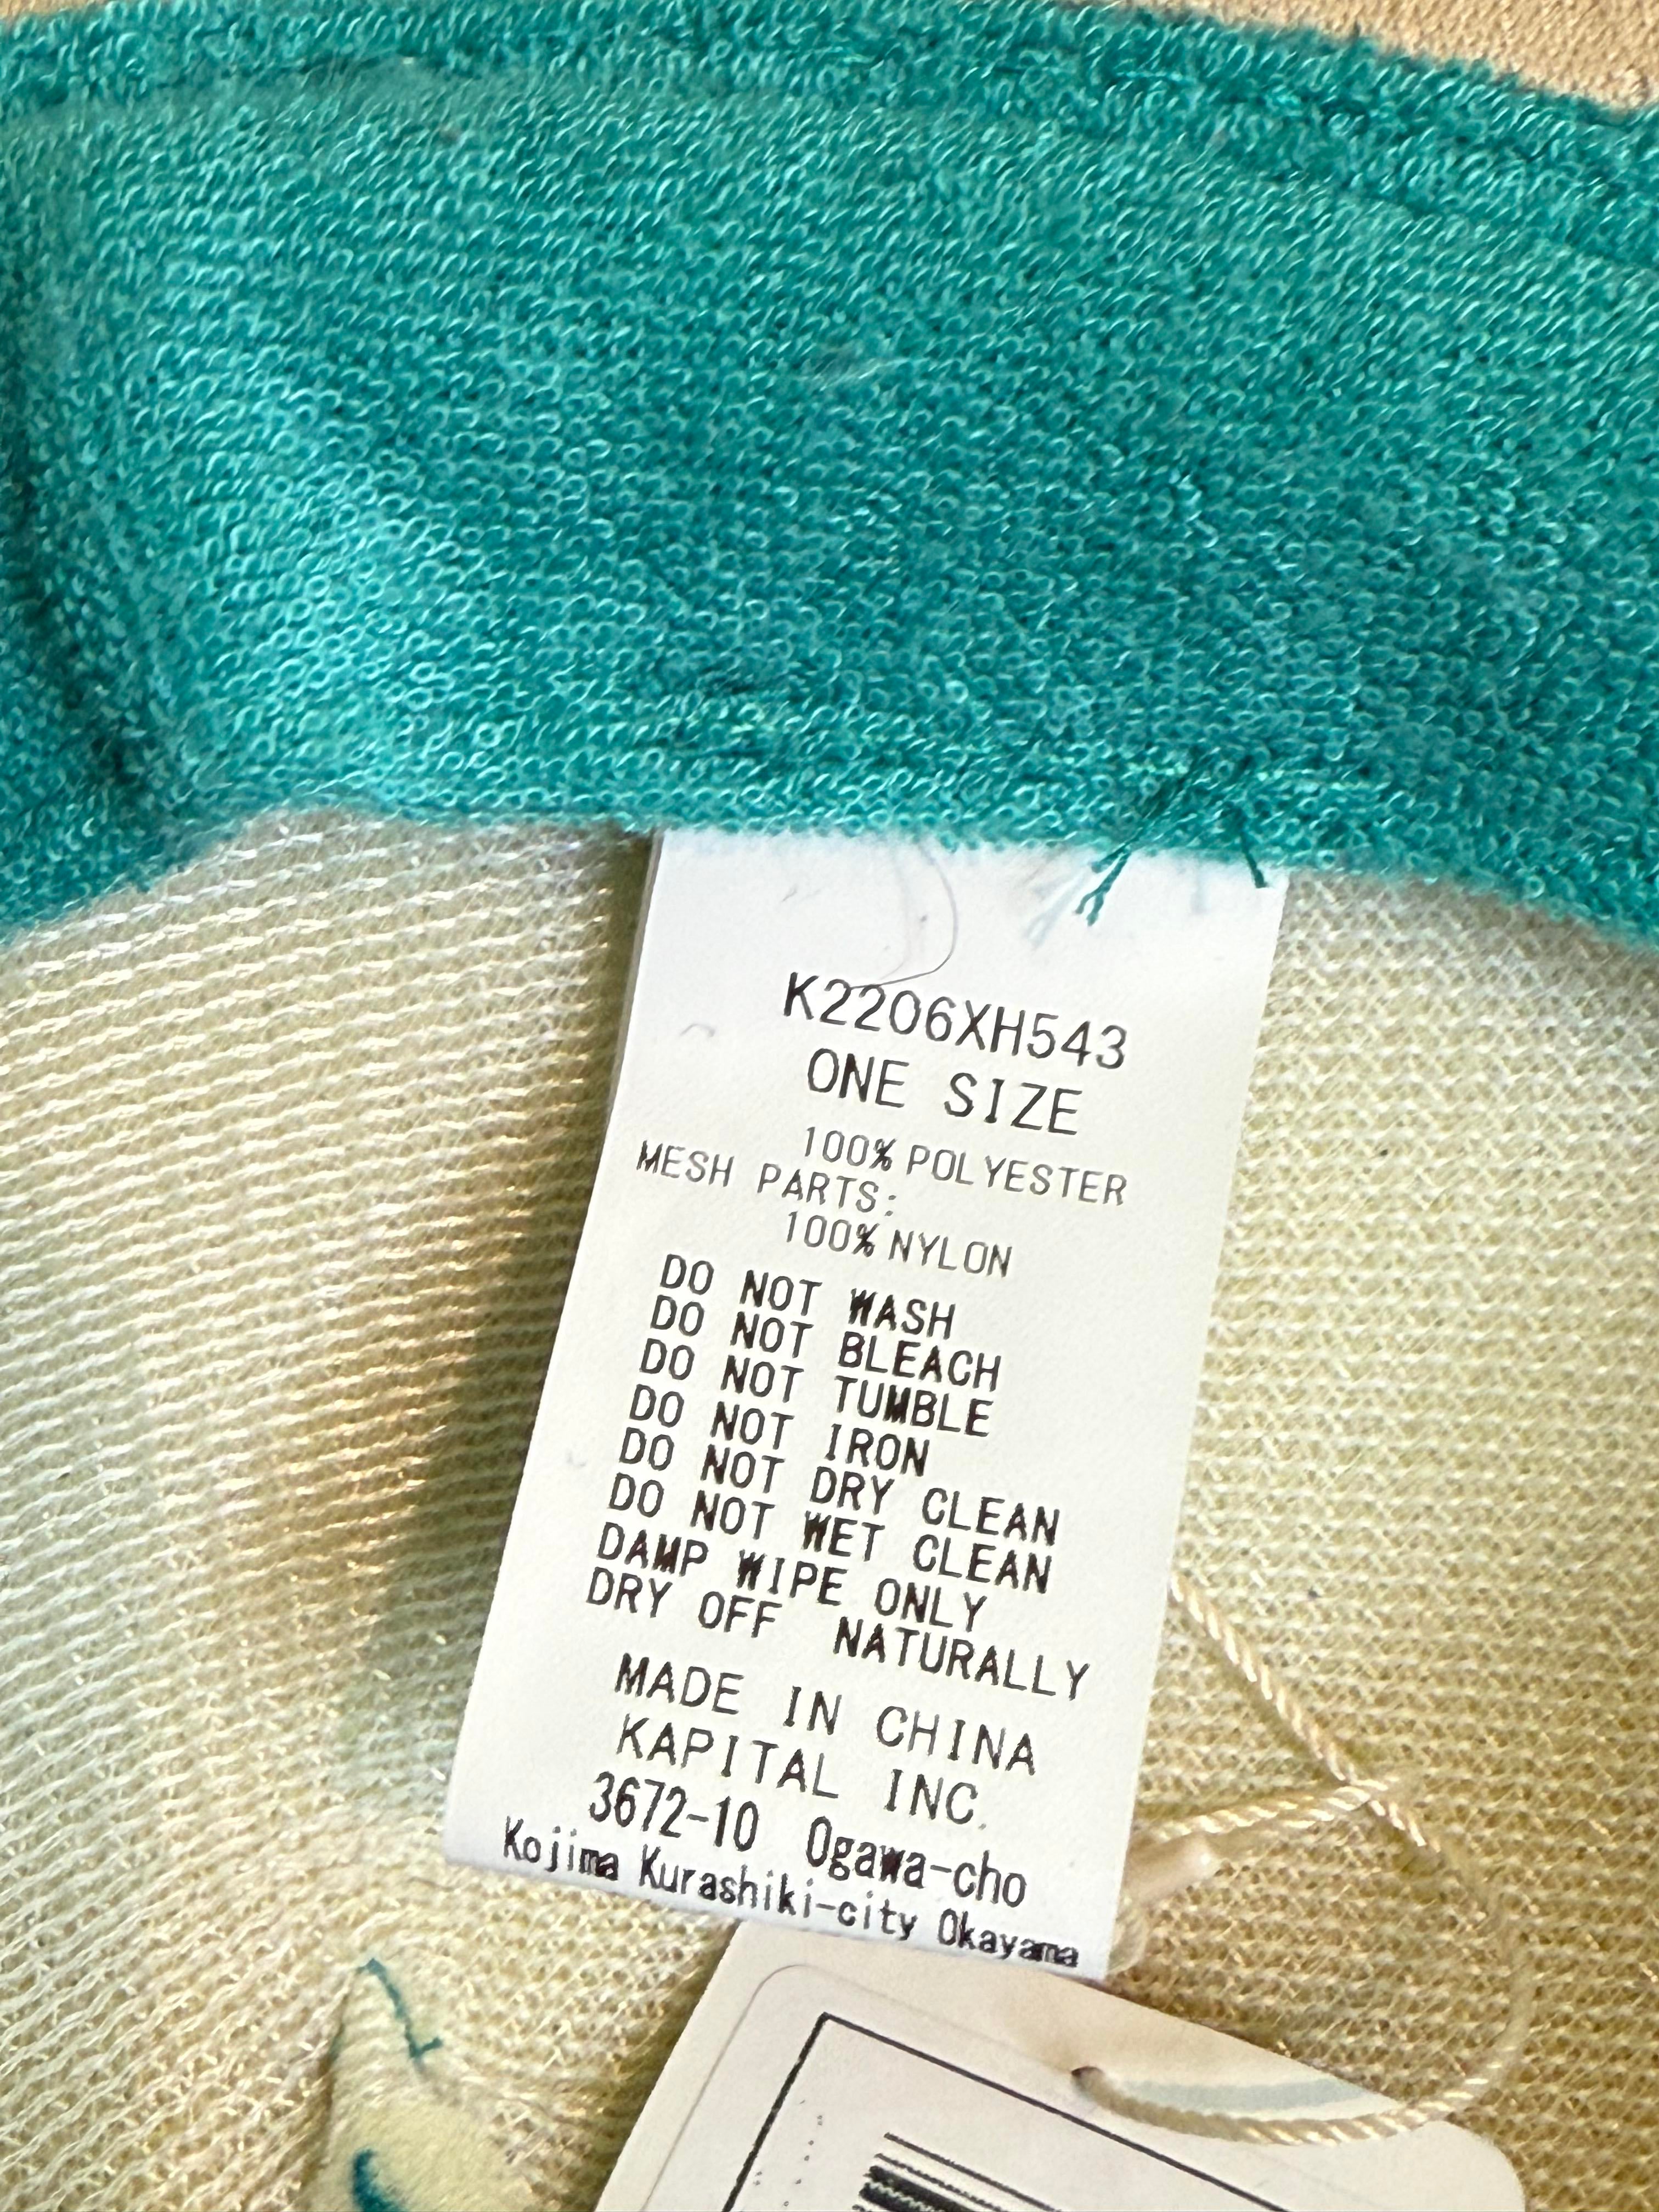 K2206XH543
ONE SIZE
100% POLYESTER
MESH PARTS:
100% NYLON
DO NOT WASH
DO NOT BLEACH
DO NOT TUMBLE
DO NOT IRON
DO NOT DRY CLEAN
DO NOT WET CLEAN
DAMP WIPE ONLY
DRY OFF NATURALLY
MADE IN CHINA
KAPITAL INC.
3672-10 Ogawa-cho
Kojima Kurashiki-city Okayama